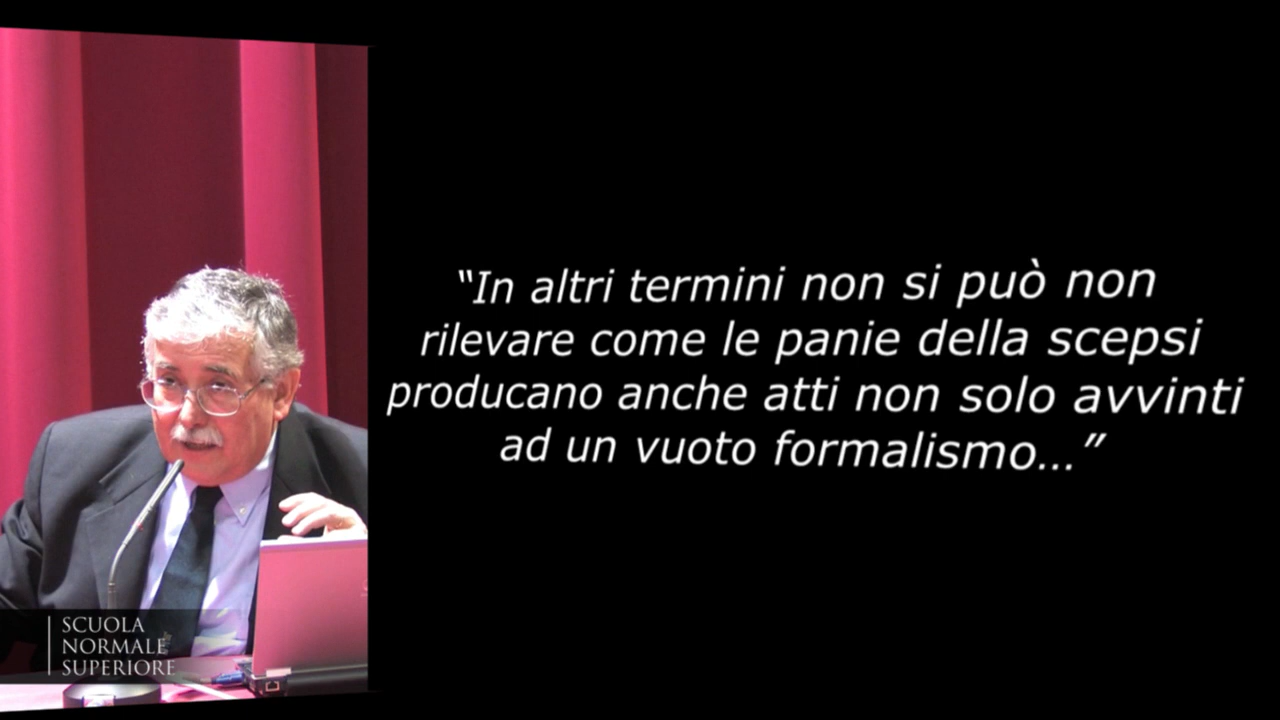 “In altri termini non si può non
rilevare come le panie della scepsi
producano anche atti non solo avvinti
ad un vuoto formalismo...”
SCUOLA
NORMALE
SUPERIORE